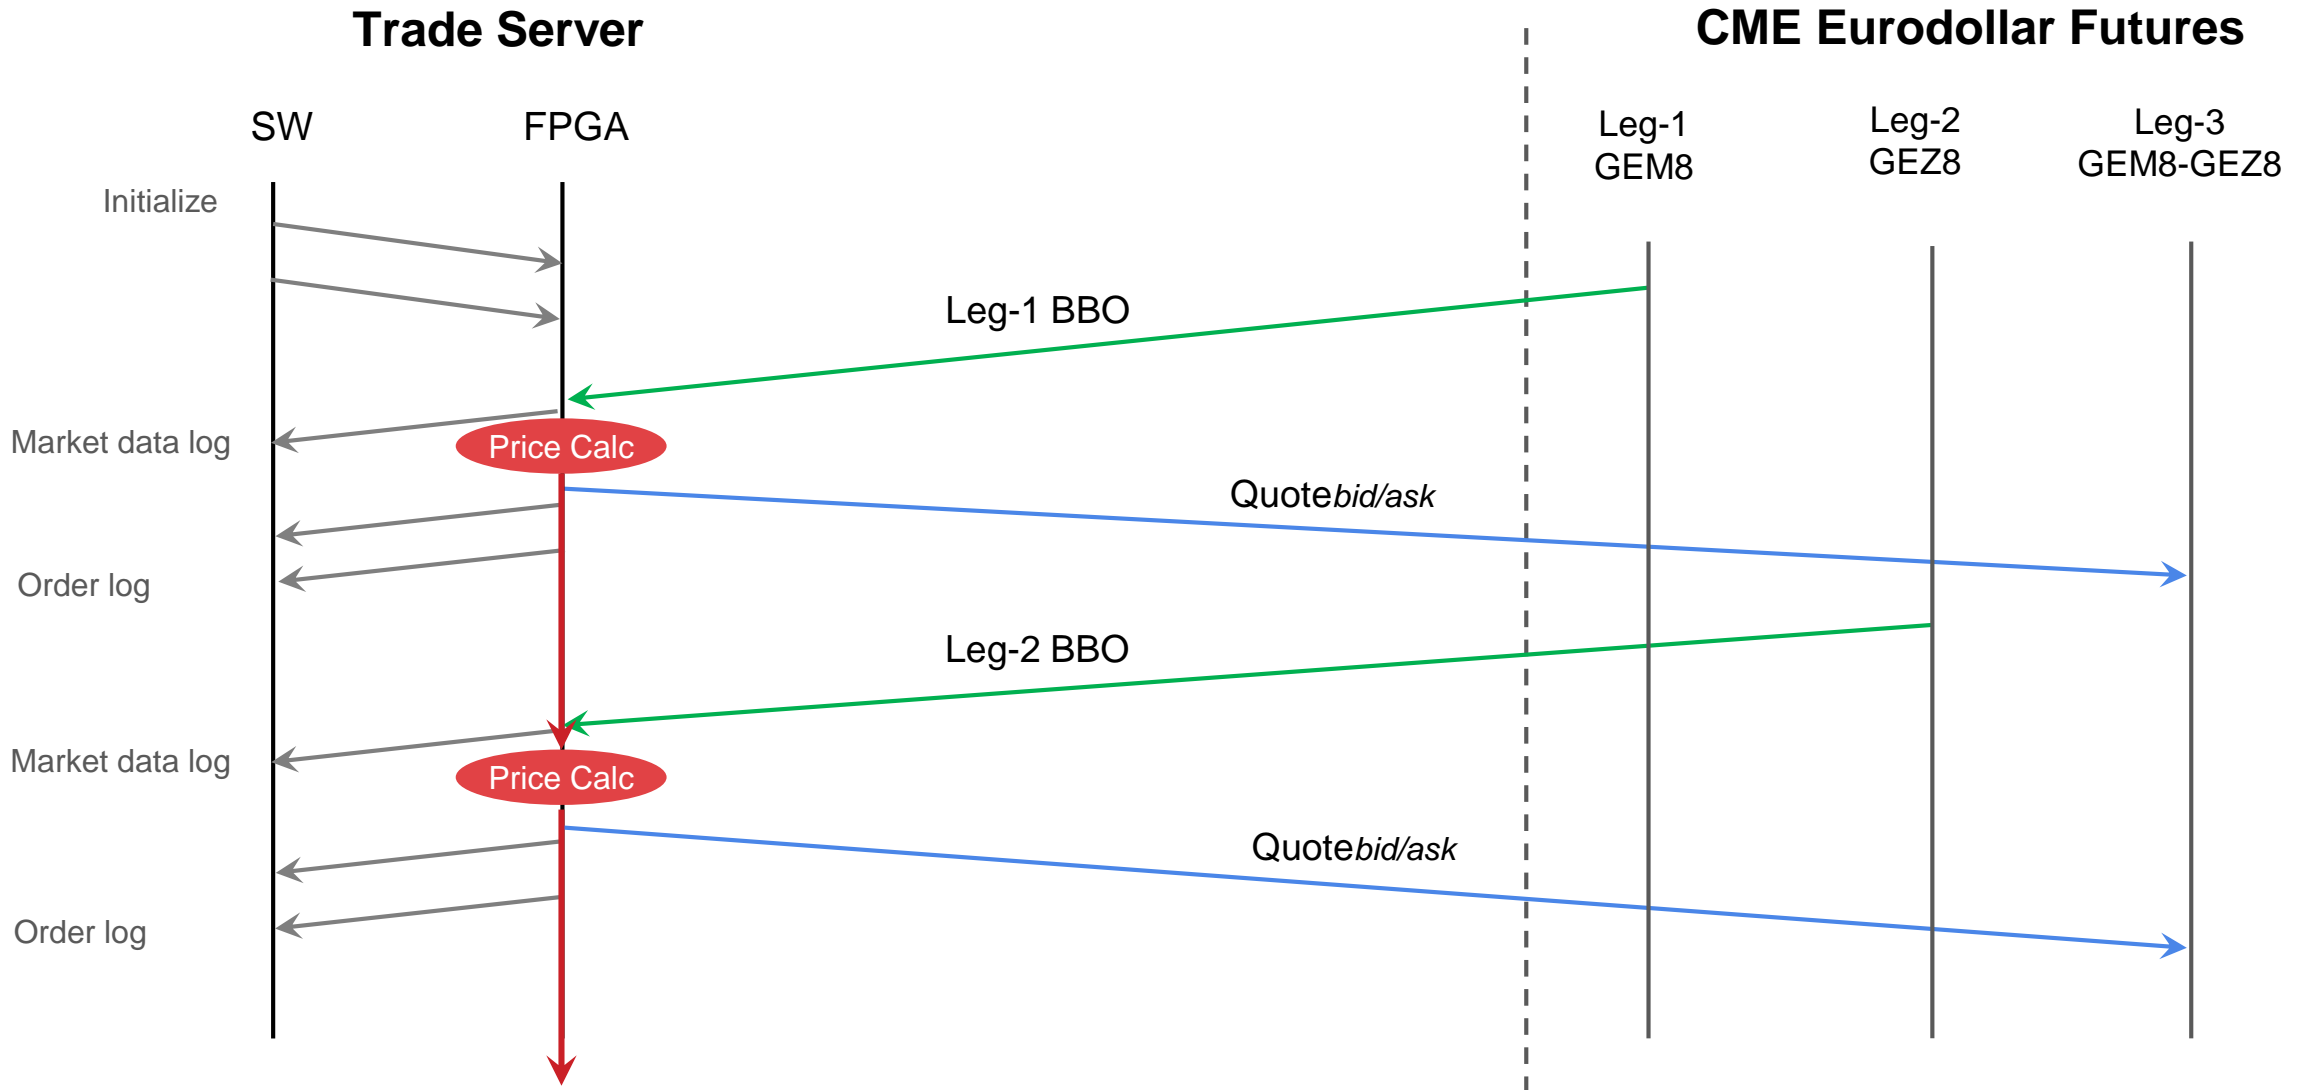 Trade Server
CME Eurodollar Futures
SW
FPGA
Leg-1
GEM8
Leg-2
GEZ8
Leg-3
GEM8-GEZ8
Initialize
Leg-1 BBO
Market data log
Price Calc
Quotebid/ask
Order log
Leg-2 BBO
Market data log
Price Calc
Quotebid/ask
Order log